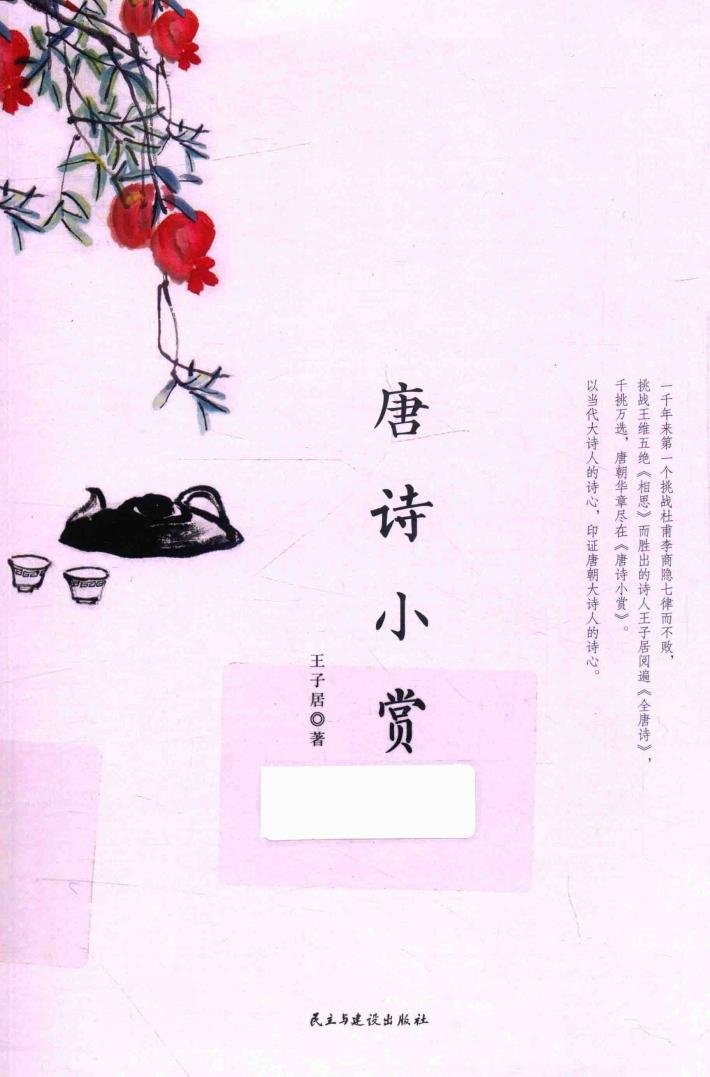 唐诗小赏
王子居◎著
一千年来第一个挑战杜甫李商隐七律而不败，
挑战王维五绝《相思》而胜出的诗人王子居阅遍《全唐诗》，
千挑万选，唐朝华章尽在《唐诗小赏》。
以当代大诗人的诗心，印证唐朝大诗人的诗心。
民主与建设出版社